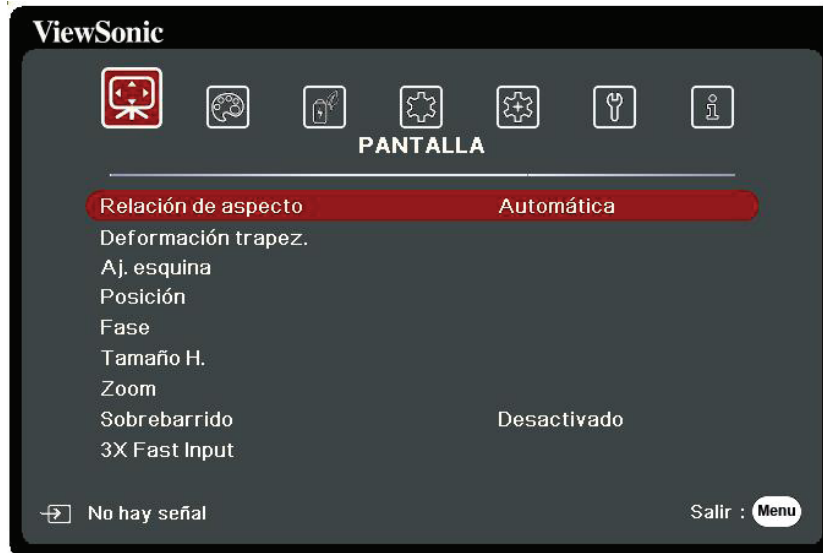 ViewSonic
PANTALLA
Relación de aspecto Automática
Deformación trapez.
Aj. esquina
Posición
Fase
Tamaño H.
Zoom
Sobrebarrido Desactivado
3X Fast Input
No hay señal Salir : Menu